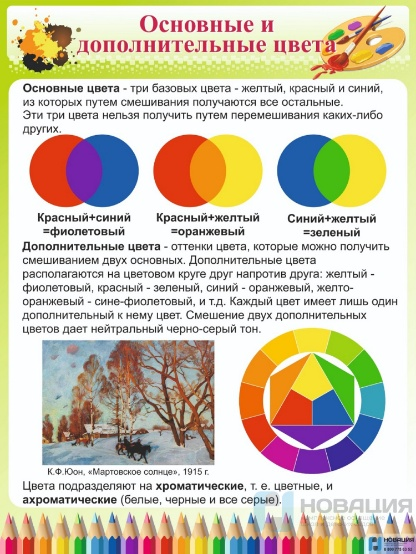 Основные и
дополнительные цвета
Основные цвета - три базовых цвета - желтый, красный и синий,
из которых путем смешивания получаются все остальные.
Эти три цвета нельзя получить путем перемешивания каких-либо
других.
Красный+синий
=фиолетовый
Красный+желтый
=оранжевый
Синий+желтый
=зеленый
Дополнительные цвета - оттенки цвета, которые можно получить
смешиванием двух основных. Дополнительные цвета
располагаются на цветовом круге друг напротив друга: желтый -
фиолетовый, красный - зеленый, синий - оранжевый, желто-
оранжевый - сине-фиолетовый, и т.д. Каждый цвет имеет лишь один
дополнительный к нему цвет. Смешение двух дополнительных
цветов дает нейтральный черно-серый тон.
К.Ф.Юон, «Мартовское солнце», 1915 г.
Цвета подразделяют на хроматические, т. е. цветные, и
ахроматические (белые, черные и все серые).
НОВАЦИЯ
НОВАЦИЯ